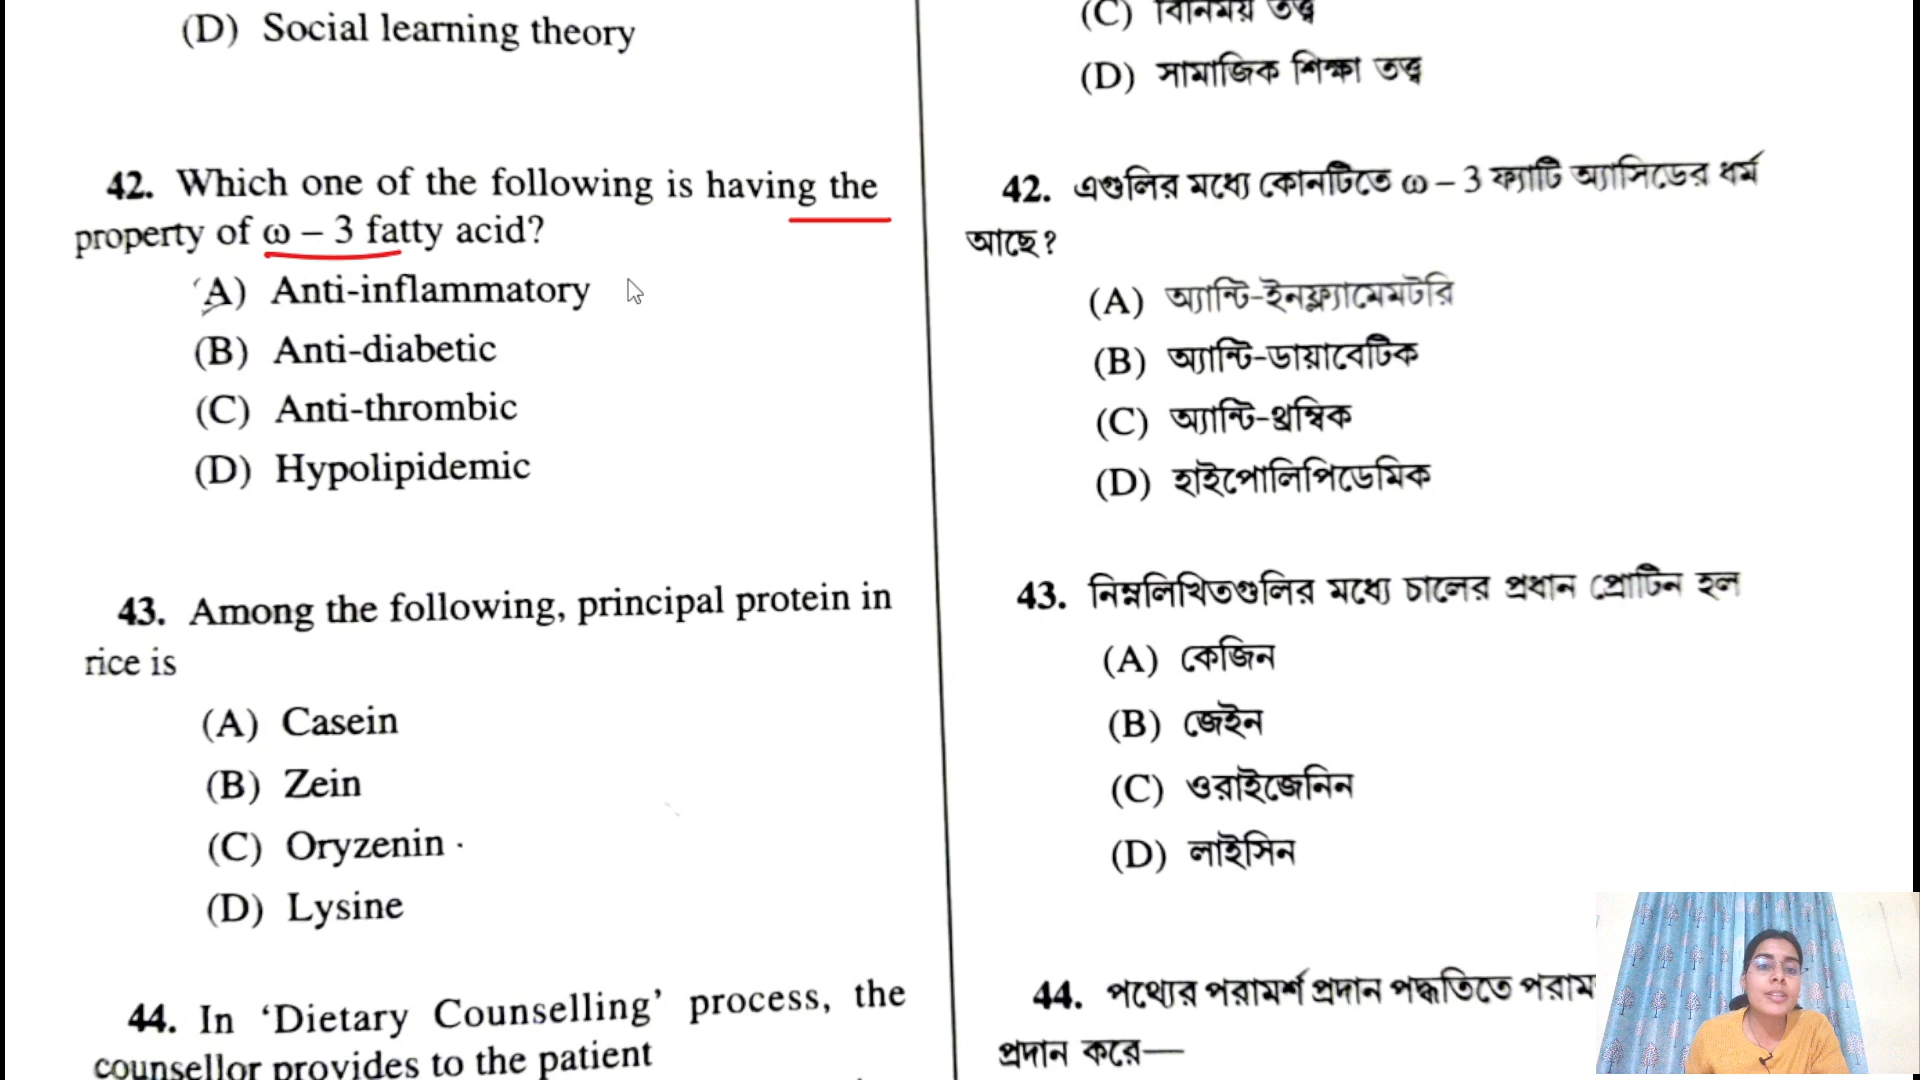 (D) Social learning theory
42. Which one of the following is having the
property of ω – 3 fatty acid?
(A) Anti-inflammatory
(B) Anti-diabetic
(C) Anti-thrombic
(D) Hypolipidemic
43. Among the following, principal protein in
rice is
(A) Casein
(B) Zein
(C) Oryzenin
(D) Lysine
44. In ‘Dietary Counselling’ process, the
counsellor provides to the patient
(C) বিনিময় তত্ত্ব
(D) সামাজিক শিক্ষা তত্ত্ব
42. এগুলির মধ্যে কোনটিতে ω – 3 ফ্যাটি অ্যাসিডের ধর্ম
আছে?
(A) অ্যান্টি-ইনফ্ল্যামেমটরি
(B) অ্যান্টি-ডায়াবেটিক
(C) অ্যান্টি-থ্রম্বিক
(D) হাইপোলিপিডেমিক
43. নিম্নলিখিতগুলির মধ্যে চালের প্রধান প্রোটিন হল
(A) কেজিন
(B) জেইন
(C) ওরাইজেনিন
(D) লাইসিন
44. পথ্যের পরামর্শ প্রদান পদ্ধতিতে
প্রদান করে—